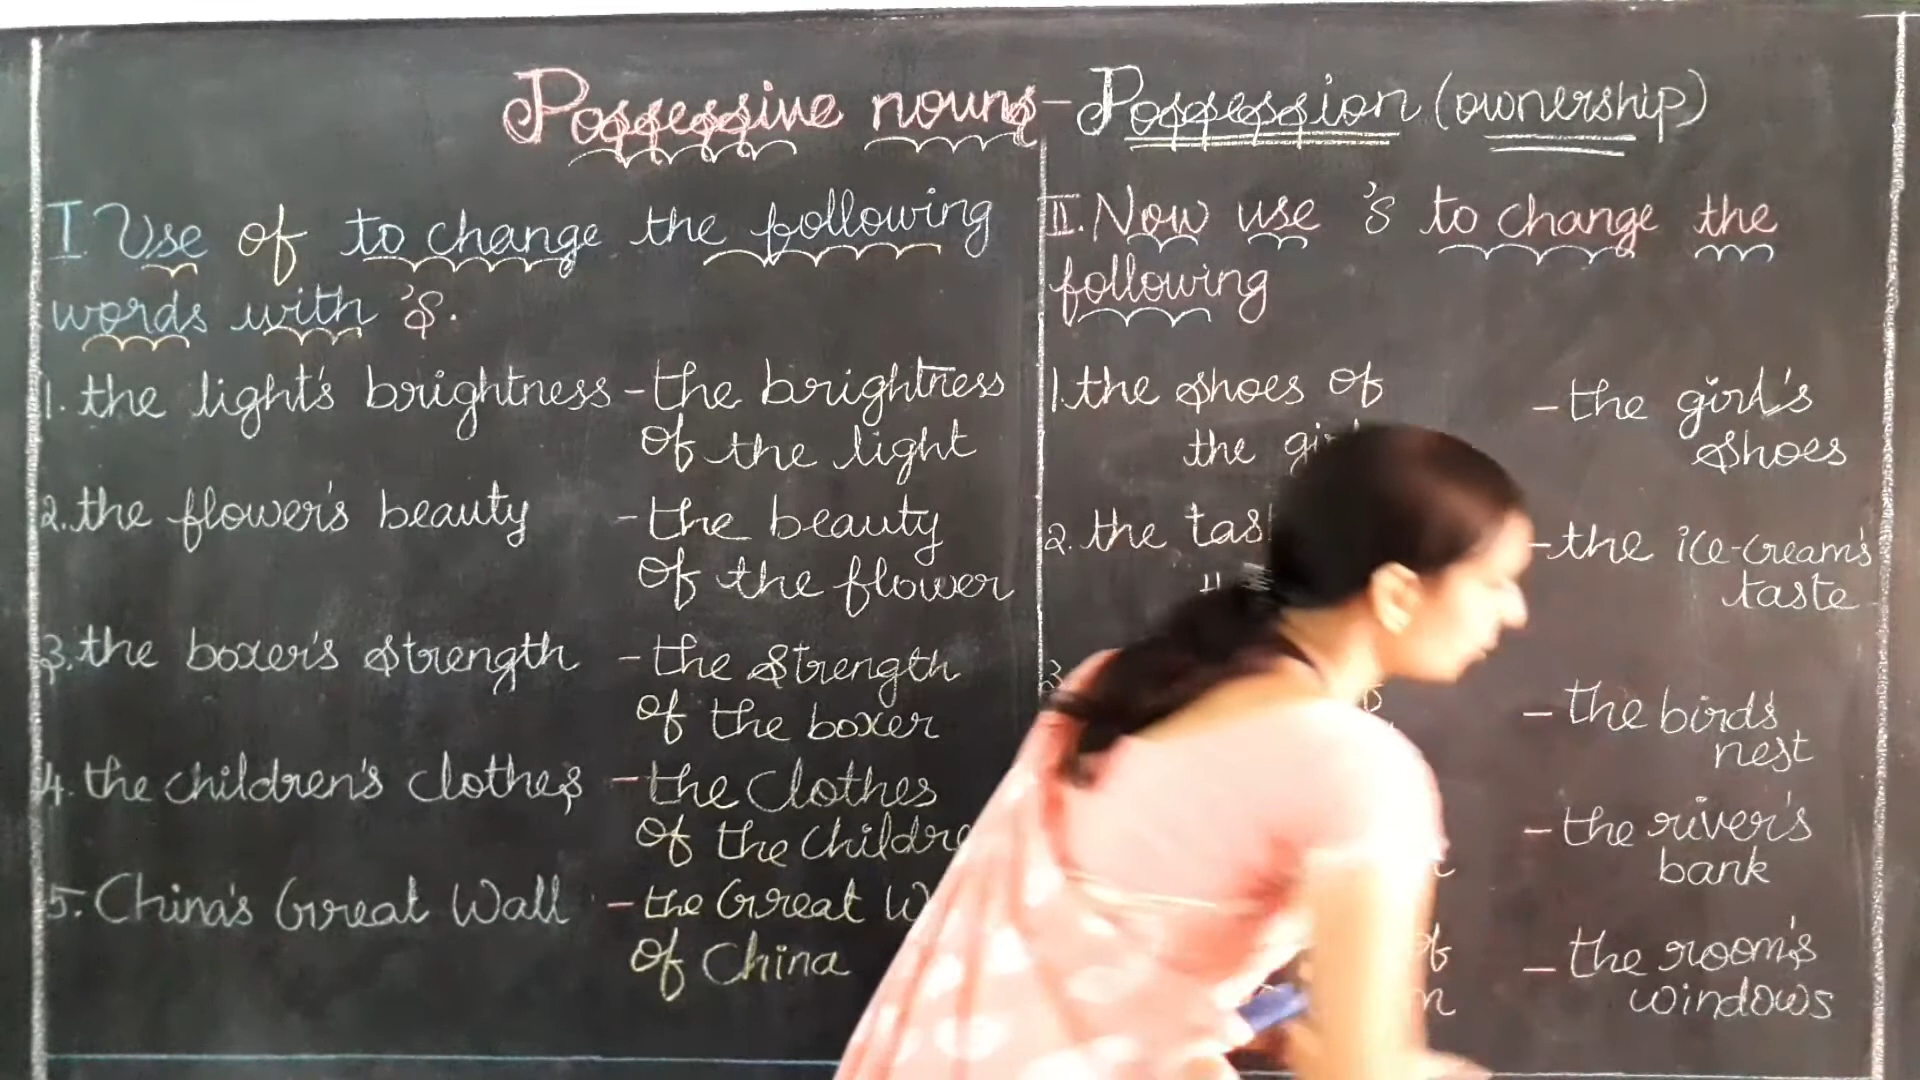 Possessive nouns - Possession (ownership)
I. Use of to change the following
words with 's.
1. the light's brightness - the brightness
of the light
2. the flower's beauty - the beauty
of the flower
3. the boxer's strength - the strength
of the boxer
4. the children's clothes - the clothes
of the
5. China's Great Wall - the Great
of China
II. Now use 's to change the
following
1. the shoes of - the girl's
the shoes
2. the - the ice-cream's
taste
- the birds
nest
- the river's
bank
of - the room's
windows